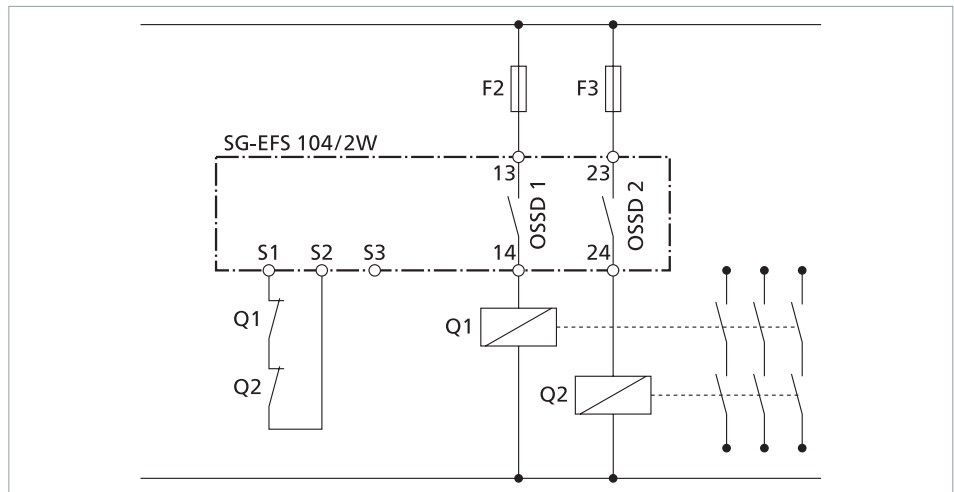 F2
F3
SG-EFS 104/2W
13
23
OSSD 1
OSSD 2
S1
S2
S3
14
24
Q1
Q1
Q2
Q2